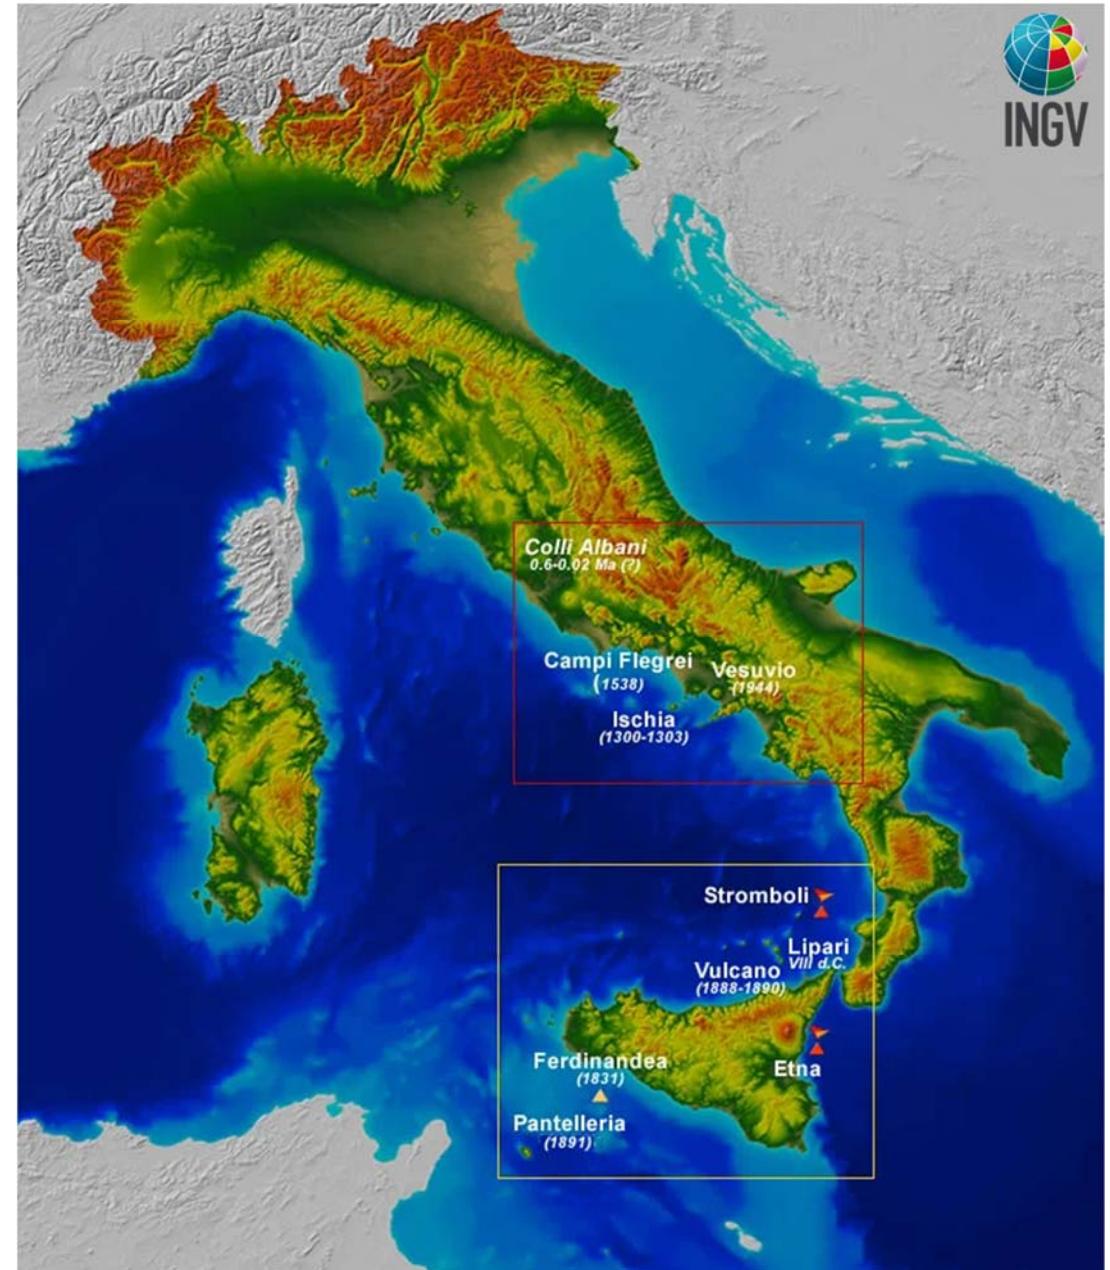 INGV
Colli Albani
0.6-0.02 Ma (?)
Campi Flegrei
(1538)
Vesuvio
(1944)
Ischia
(1300-1303)
Stromboli
Lipari
VIII d.C.
Vulcano
(1888-1890)
Etna
Ferdinandea
(1831)
Pantelleria
(1891)